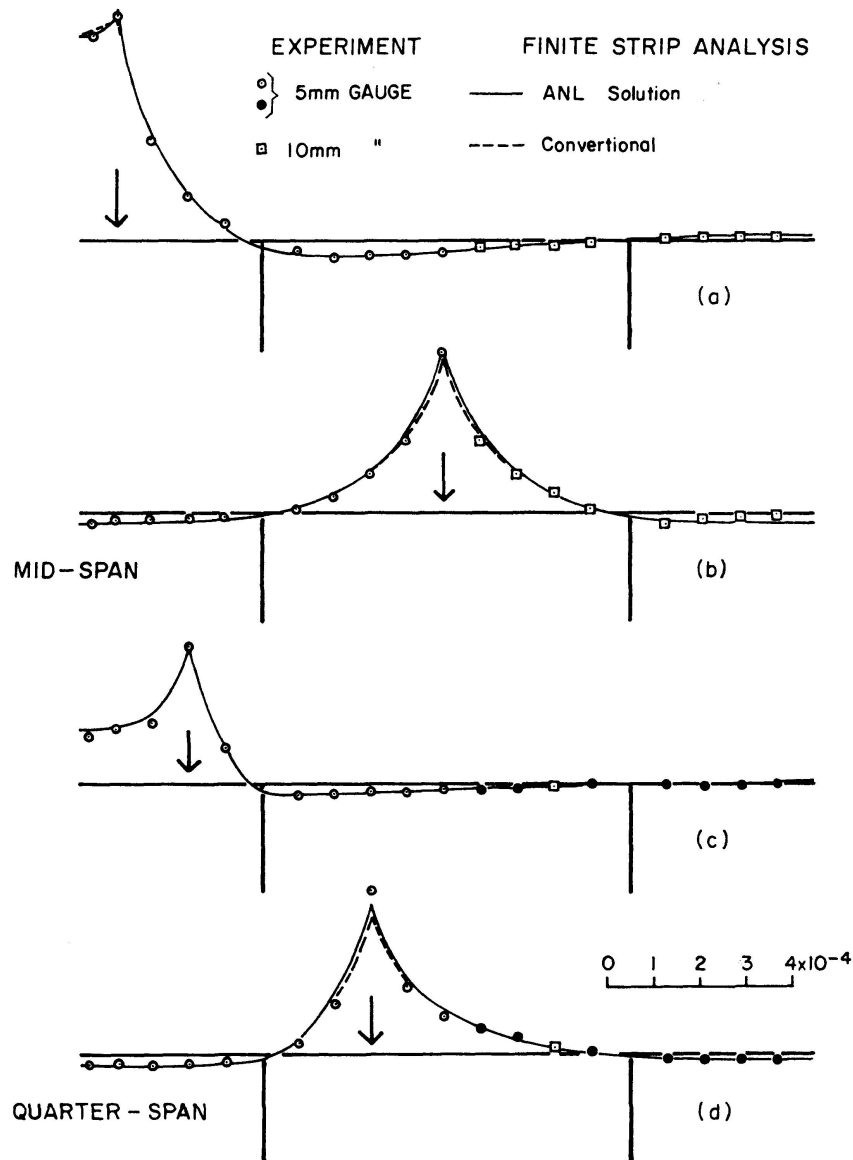 EXPERIMENT FINITE STRIP ANALYSIS
5mm GAUGE ANL Solution
10mm " Convertional
(a)
MID-SPAN (b)
(c)
0 1 2 3 4x10-4
QUARTER-SPAN (d)